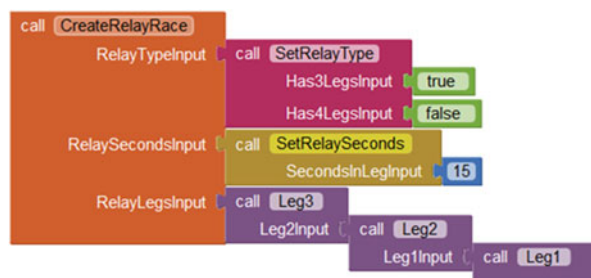 call CreateRelayRace
RelayTypeInput call SetRelayType
Has3LegsInput true
Has4LegsInput false
RelaySecondsInput call SetRelaySeconds
SecondsInLegInput 15
RelayLegsInput call Leg3
Leg2Input call Leg2
Leg1Input call Leg1